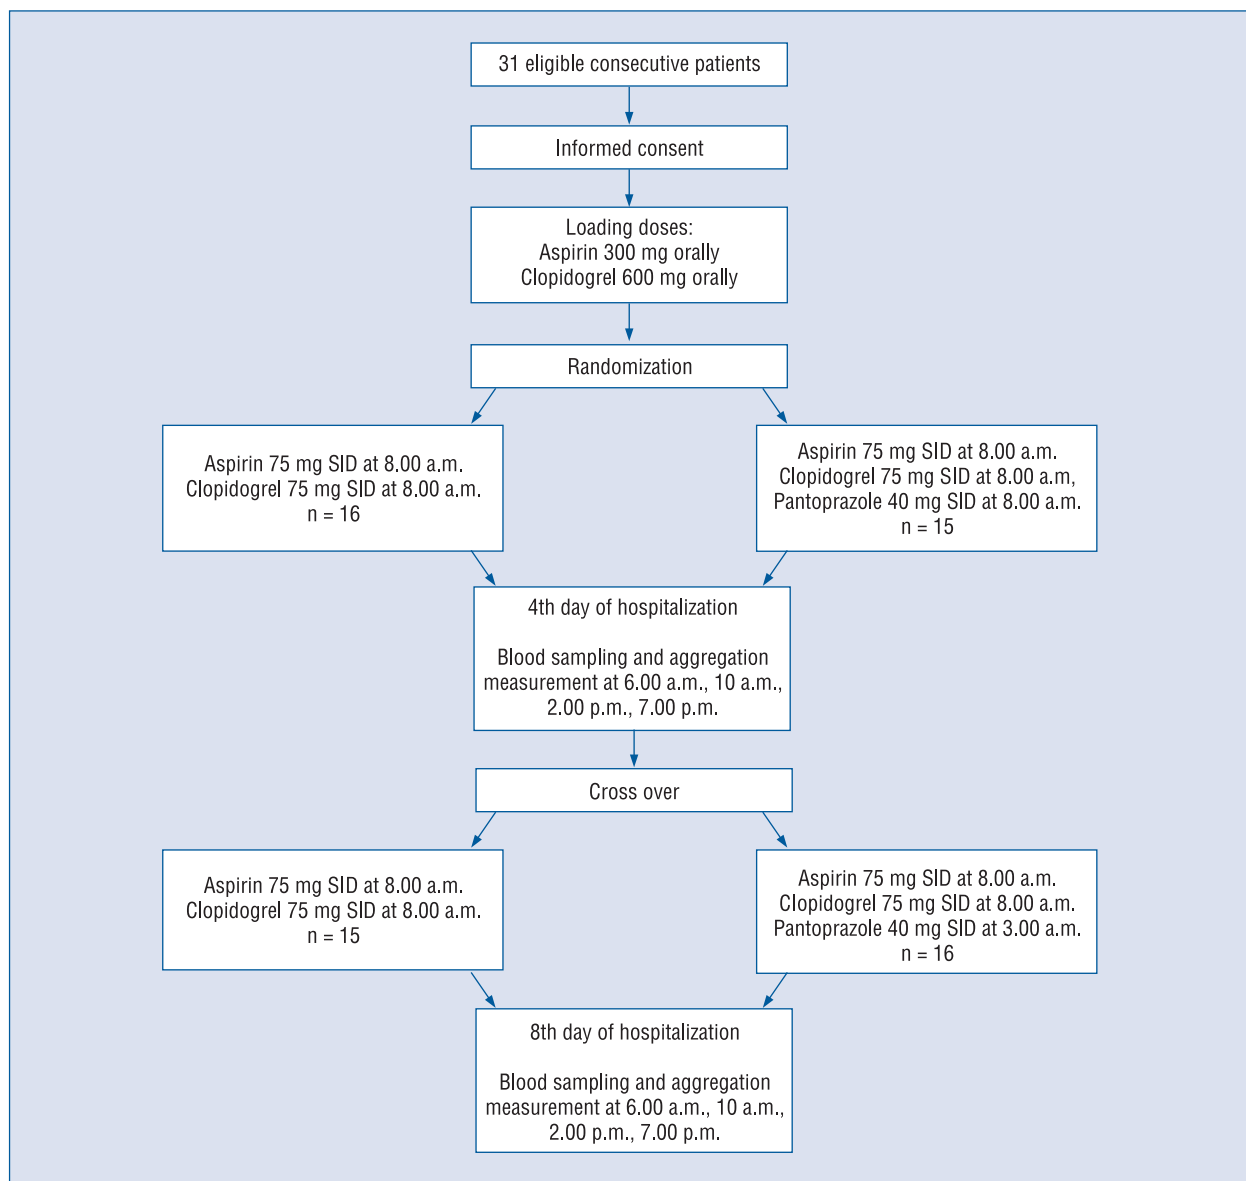 31 eligible consecutive patients
Informed consent
Loading doses:
Aspirin 300 mg orally
Clopidogrel 600 mg orally
Randomization
Aspirin 75 mg SID at 8.00 a.m.
Clopidogrel 75 mg SID at 8.00 a.m.
n = 16
Aspirin 75 mg SID at 8.00 a.m.
Clopidogrel 75 mg SID at 8.00 a.m,
Pantoprazole 40 mg SID at 8.00 a.m.
n = 15
4th day of hospitalization
Blood sampling and aggregation
measurement at 6.00 a.m., 10 a.m.,
2.00 p.m., 7.00 p.m.
Cross over
Aspirin 75 mg SID at 8.00 a.m.
Clopidogrel 75 mg SID at 8.00 a.m.
n = 15
Aspirin 75 mg SID at 8.00 a.m.
Clopidogrel 75 mg SID at 8.00 a.m.
Pantoprazole 40 mg SID at 3.00 a.m.
n = 16
8th day of hospitalization
Blood sampling and aggregation
measurement at 6.00 a.m., 10 a.m.,
2.00 p.m., 7.00 p.m.